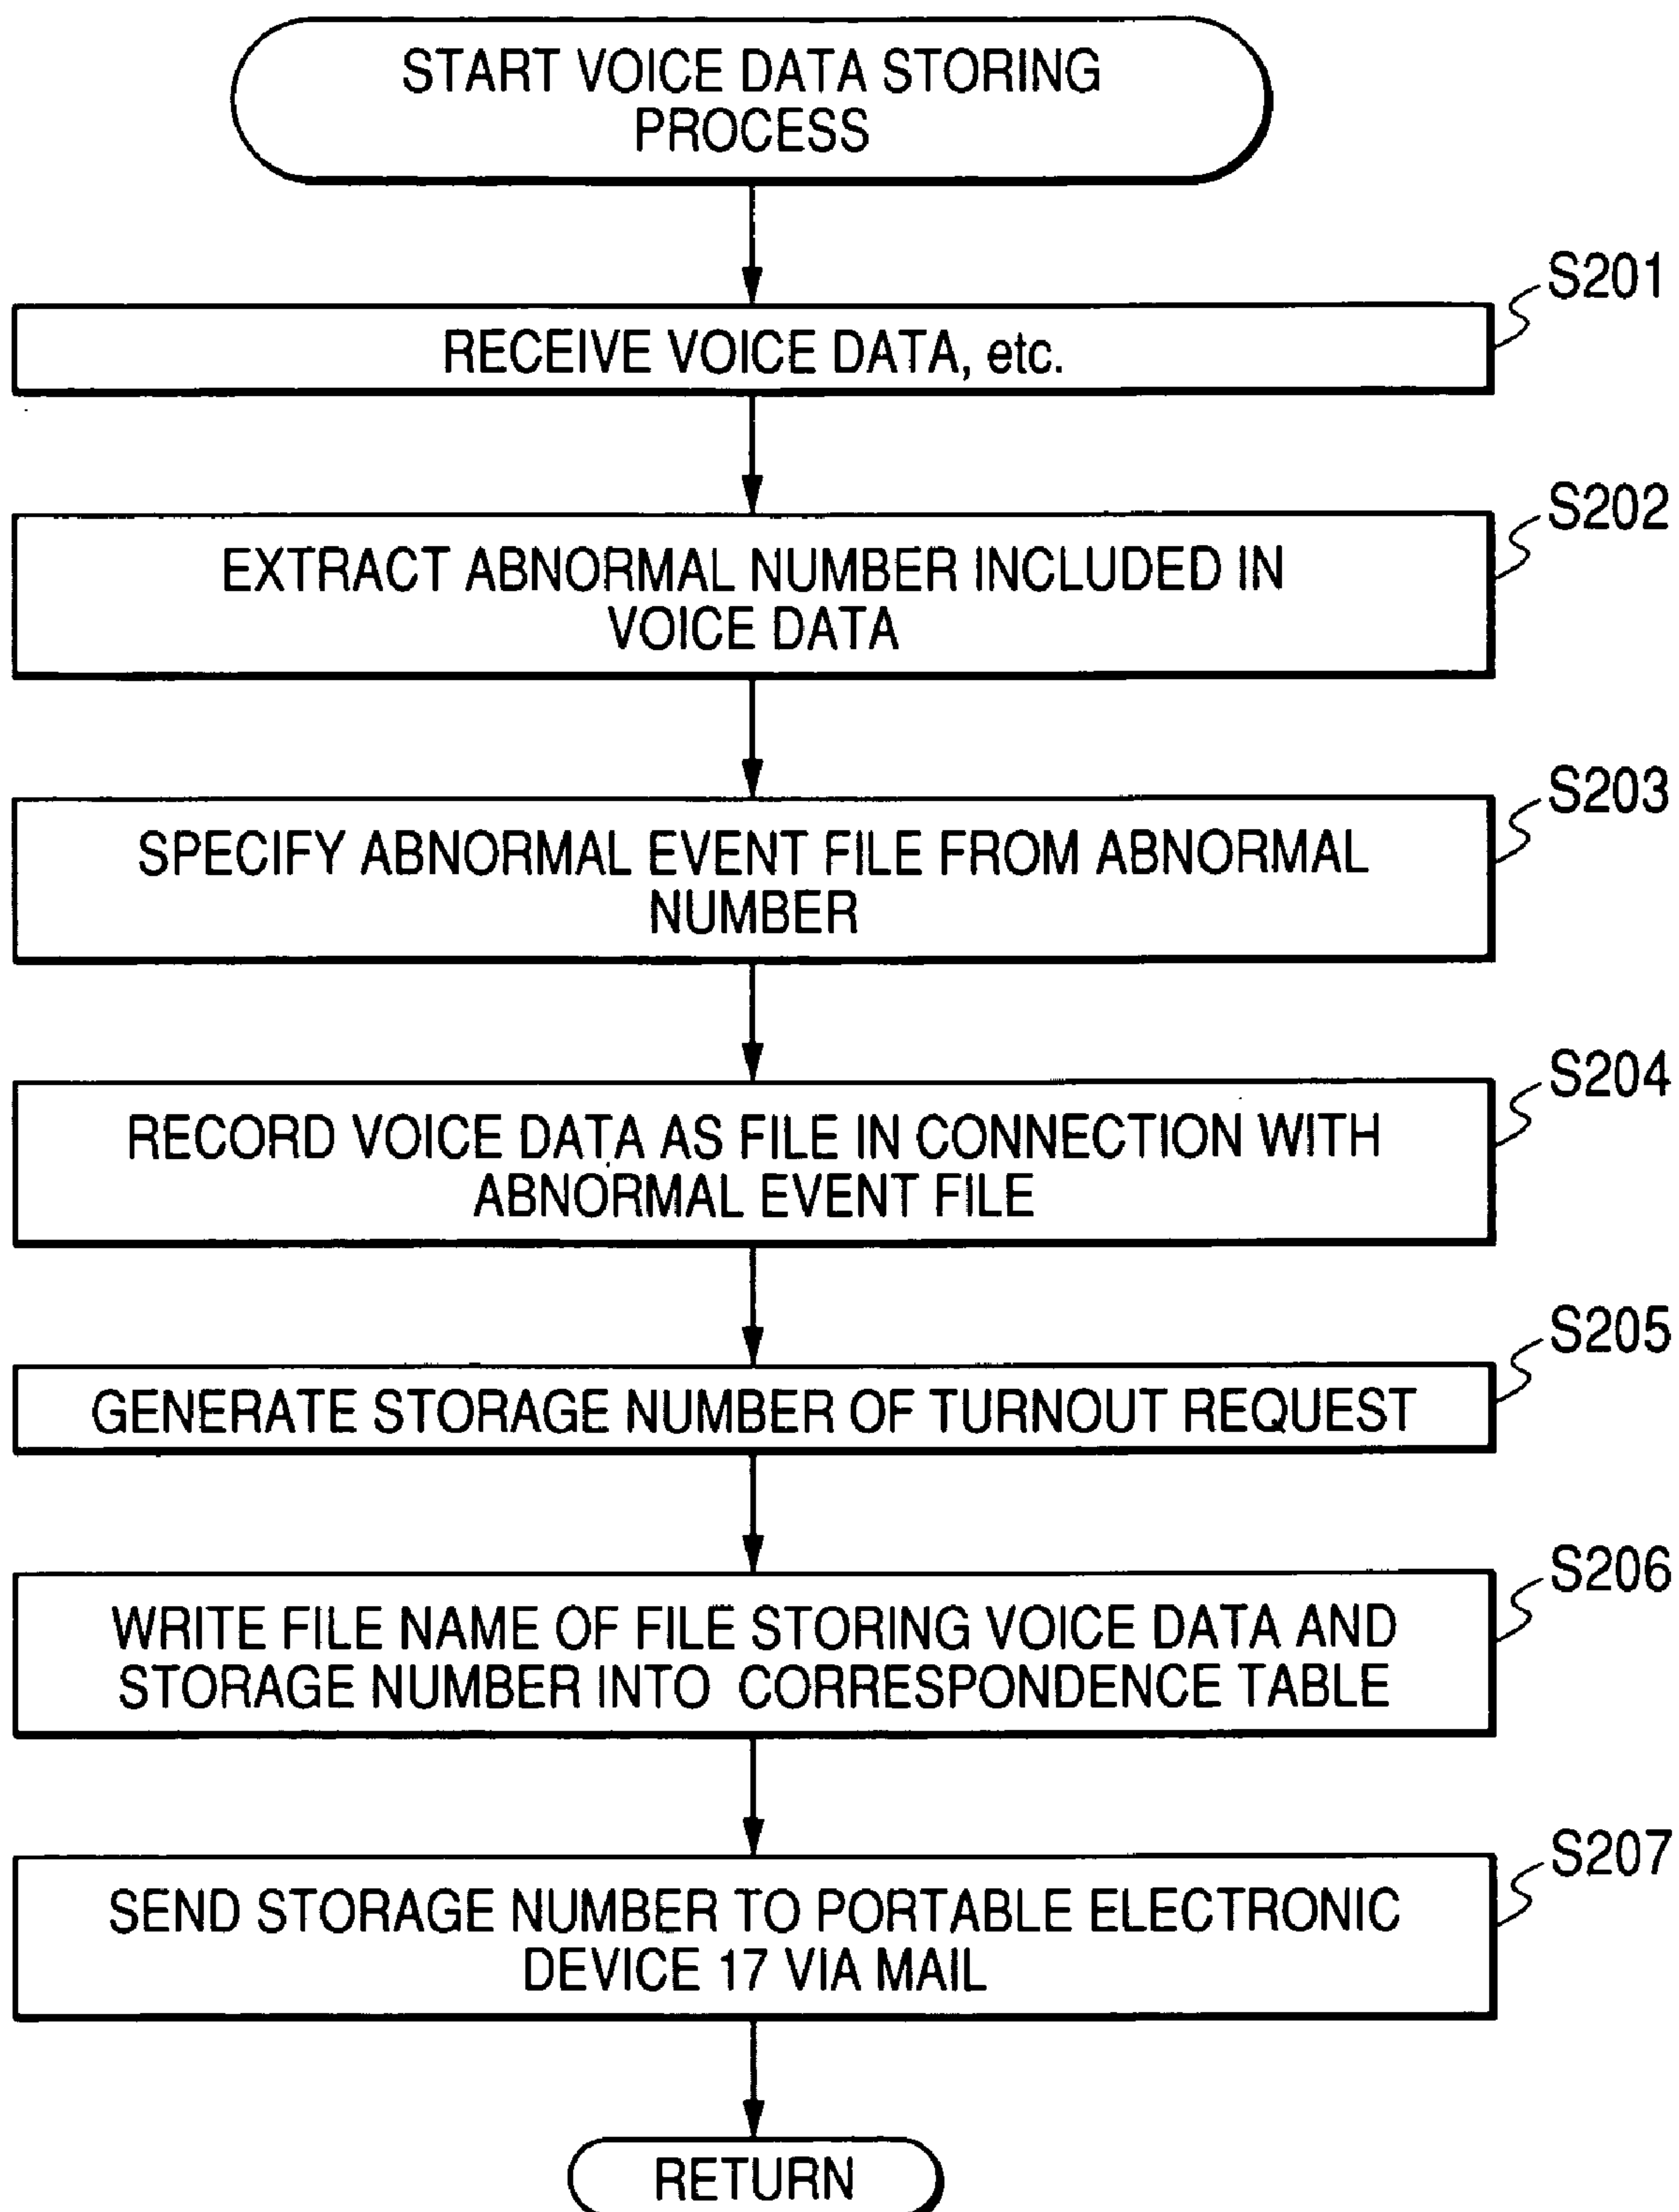 START VOICE DATA STORING
PROCESS
S201
RECEIVE VOICE DATA, etc.
S202
EXTRACT ABNORMAL NUMBER INCLUDED IN
VOICE DATA
S203
SPECIFY ABNORMAL EVENT FILE FROM ABNORMAL
NUMBER
S204
RECORD VOICE DATA AS FILE IN CONNECTION WITH
ABNORMAL EVENT FILE
S205
GENERATE STORAGE NUMBER OF TURNOUT REQUEST
S206
WRITE FILE NAME OF FILE STORING VOICE DATA AND
STORAGE NUMBER INTO CORRESPONDENCE TABLE
S207
SEND STORAGE NUMBER TO PORTABLE ELECTRONIC
DEVICE 17 VIA MAIL
RETURN